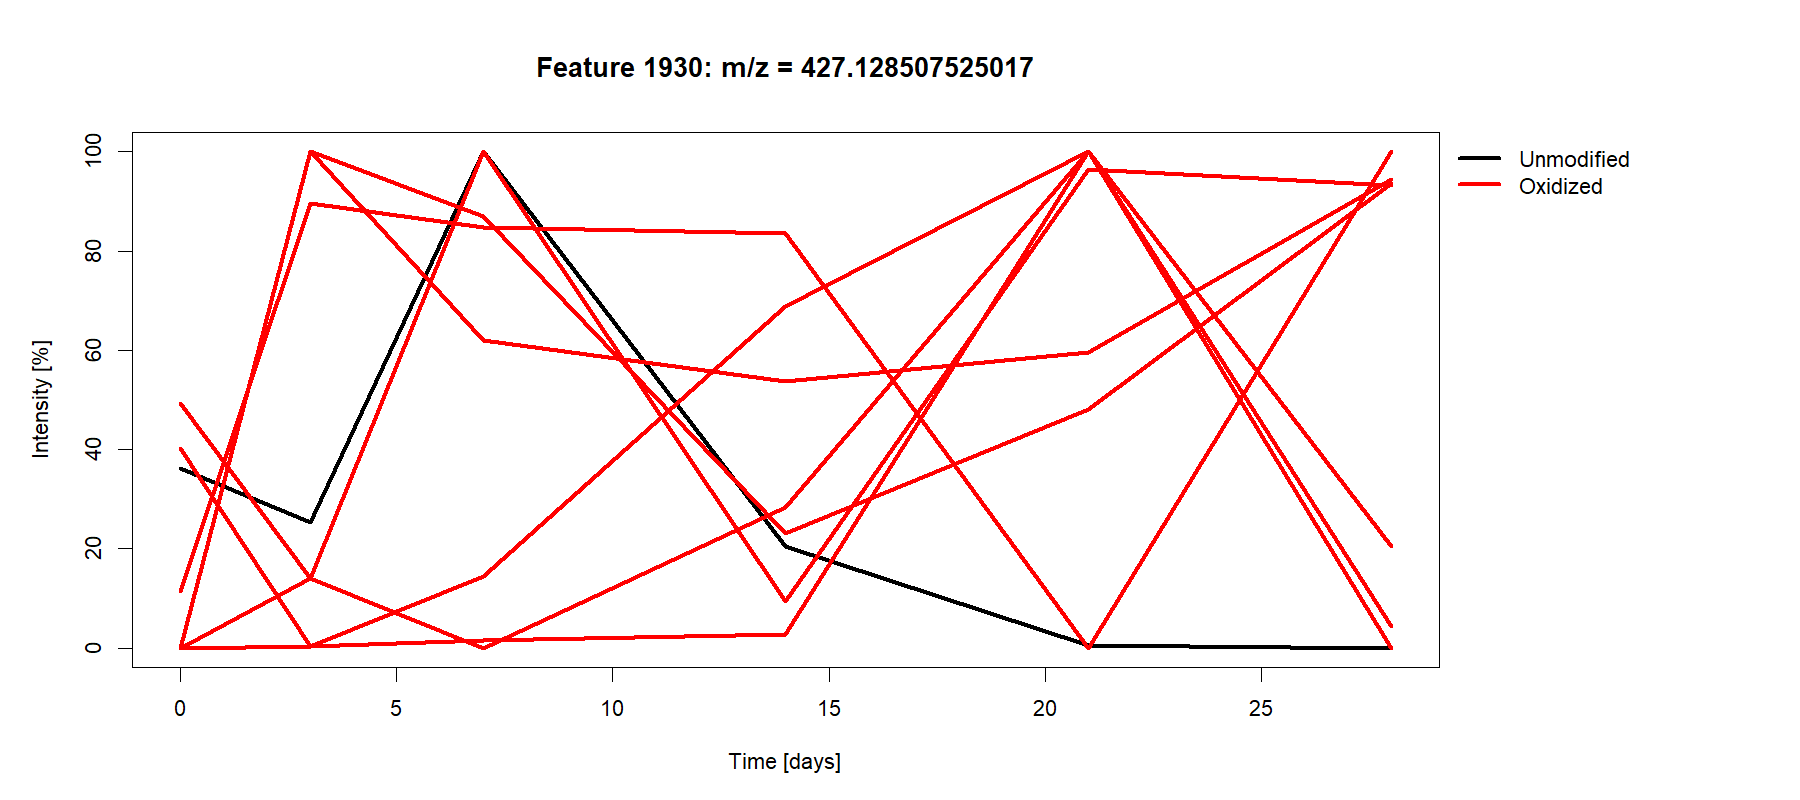 Feature 1930: m/z = 427.128507525017
Unmodified
Oxidized
Intensity [%]
100
80
60
40
20
0
0 5 10 15 20 25
Time [days]